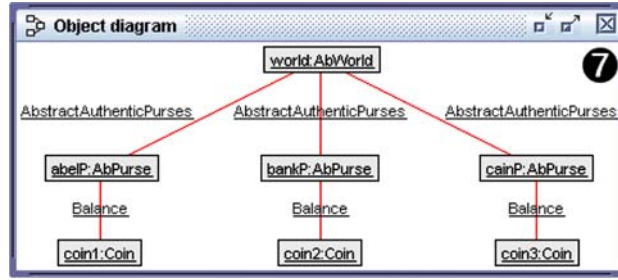 Object diagram
7
world:AbWorld
AbstractAuthenticPurses AbstractAuthenticPurses AbstractAuthenticPurses
abelP:AbPurse bankP:AbPurse cainP:AbPurse
Balance Balance Balance
coin1:Coin coin2:Coin coin3:Coin